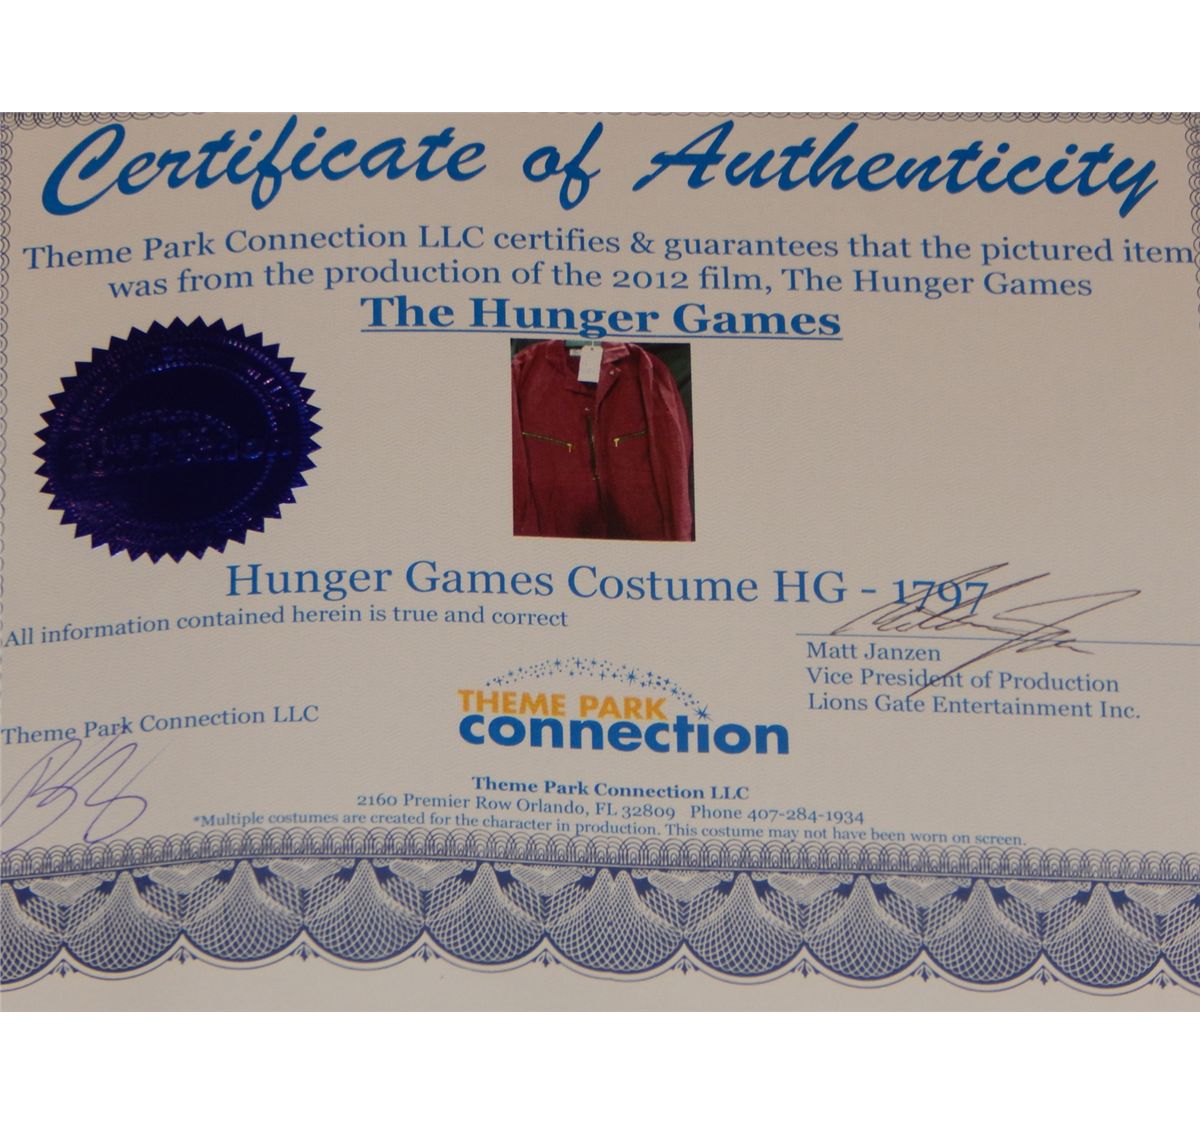 Certificate of Authenticity
Theme Park Connection LLC certifies & guarantees that the pictured item
was from the production of the 2012 film, The Hunger Games
The Hunger Games
Hunger Games Costume HG - 1797
All information contained herein is true and correct
Matt Janzen
Vice President of Production
Lions Gate Entertainment Inc.
Theme Park Connection LLC
THEME PARK
connection
Theme Park Connection LLC
2160 Premier Row Orlando, FL 32809 Phone 407-284-1934
*Multiple costumes are created for the character in production. This costume may not have been worn on screen.